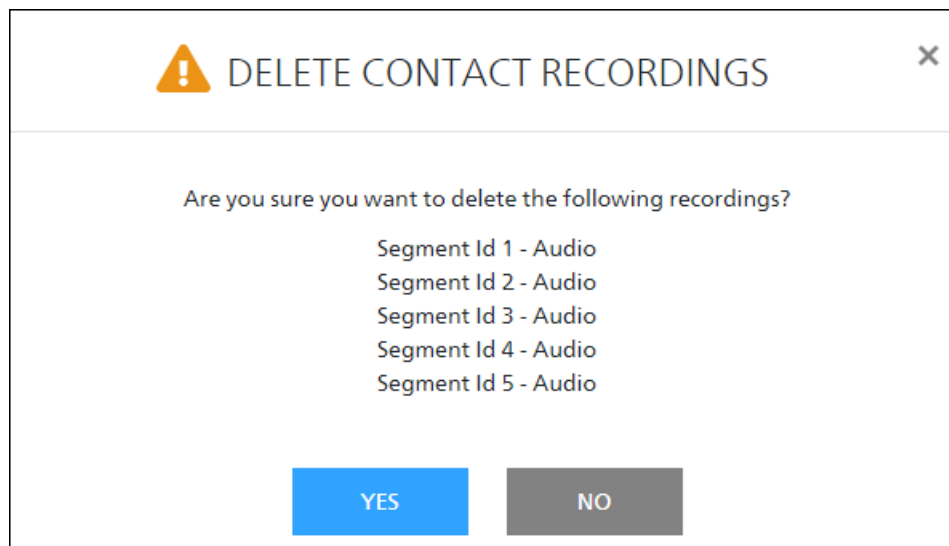 DELETE CONTACT RECORDINGS
Are you sure you want to delete the following recordings?
Segment Id 1 - Audio
Segment Id 2 - Audio
Segment Id 3 - Audio
Segment Id 4 - Audio
Segment Id 5 - Audio
YES
NO